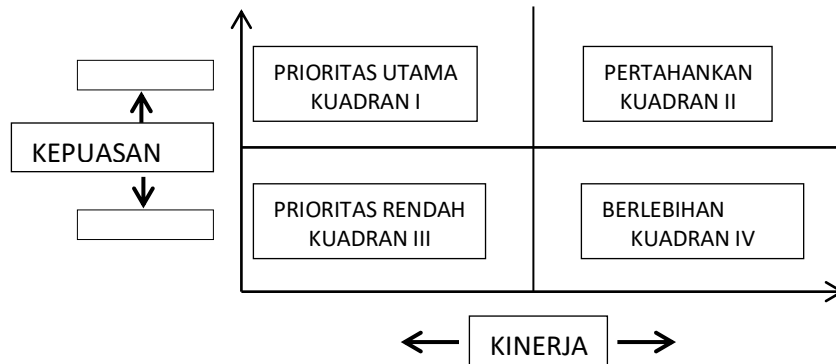 PRIORITAS UTAMA
KUADRAN I
PERTAHANKAN
KUADRAN II
KEPUASAN
PRIORITAS RENDAH
KUADRAN III
BERLEBIHAN
KUADRAN IV
KINERJA